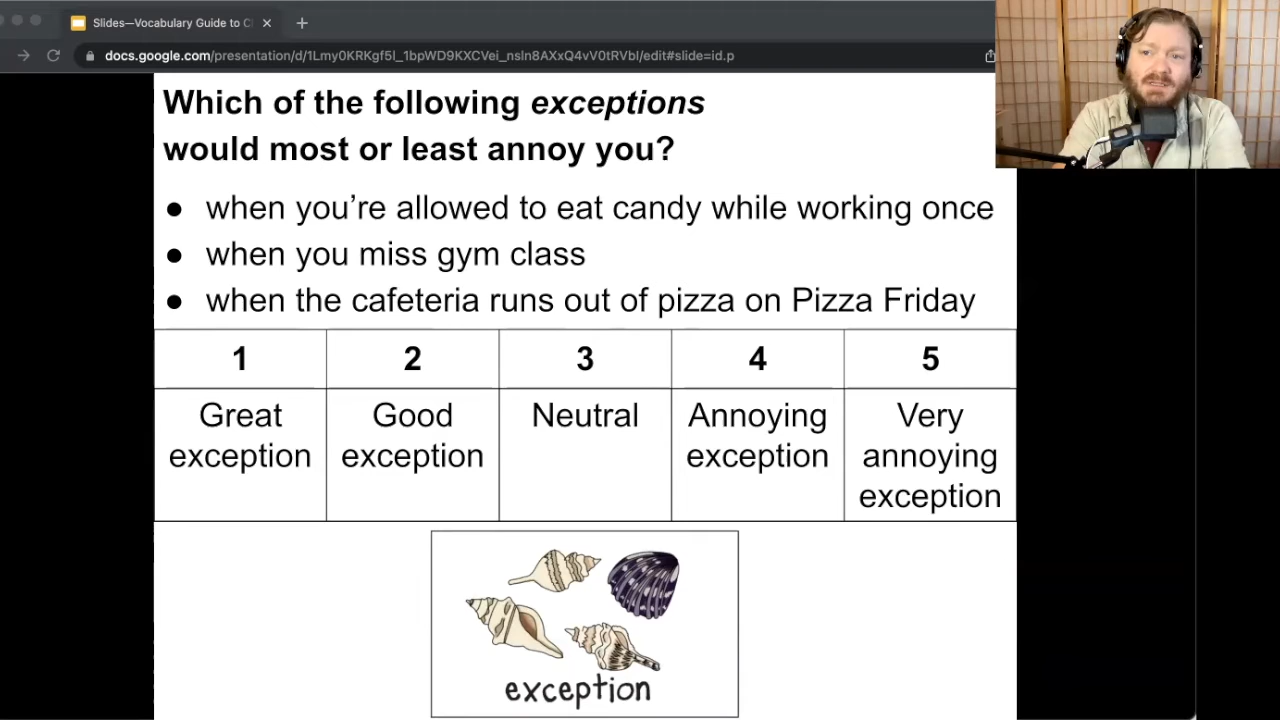 Slides—Vocabulary Guide to C
docs.google.com/presentation/d/1Lmy0KRKgf5l_1bpWD9KXCVei_nsln8AXxQ4vV0tRVbI/edit#slide=id.p
Which of the following exceptions
would most or least annoy you?
● when you’re allowed to eat candy while working once
● when you miss gym class
● when the cafeteria runs out of pizza on Pizza Friday
1 2 3 4 5
Great Good Neutral Annoying Very
exception exception exception annoying
exception
exception